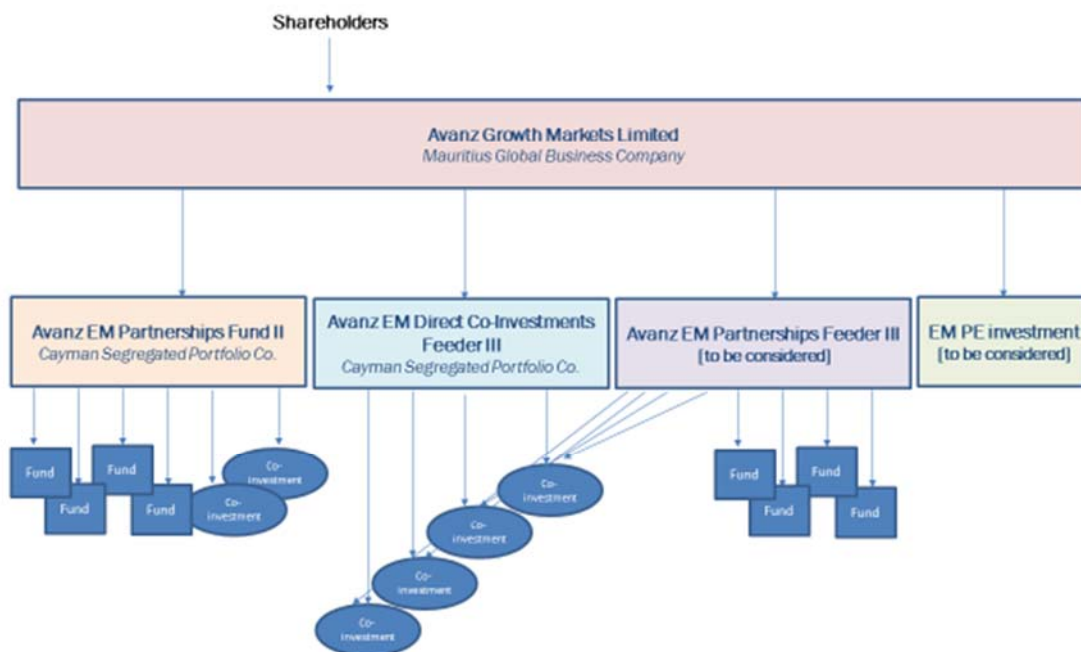 Shareholders
Avanz Growth Markets Limited
Mauritius Global Business Company
Avanz EM Partnerships Fund II
Cayman Segregated Portfolio Co.
Avanz EM Direct Co-Investments
Feeder III
Cayman Segregated Portfolio Co.
Avanz EM Partnerships Feeder III
[to be considered]
EM PE investment
[to be considered]
Fund
Fund
Fund
Fund
Co-
investment
Co-
investment
Co-
investment
Co-
investment
Co-
investment
Co-
investment
Fund
Fund
Fund
Fund